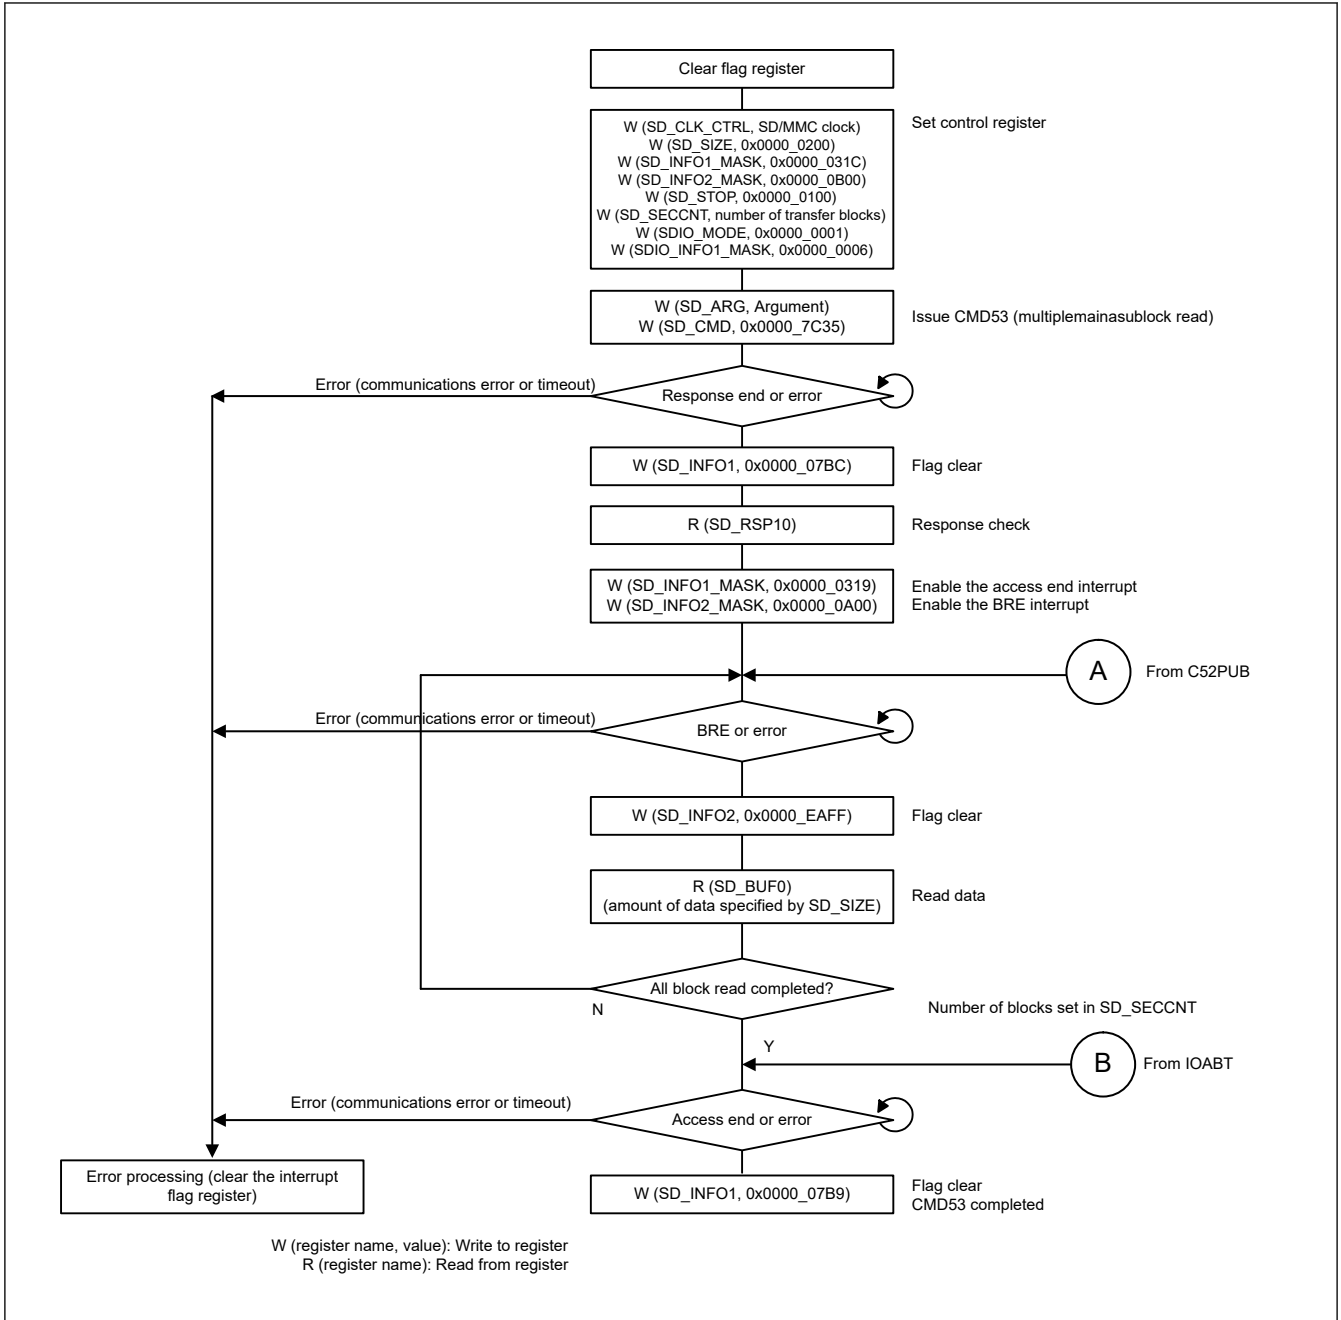 Clear flag register
W (SD_CLK_CTRL, SD/MMC clock)
W (SD_SIZE, 0x0000_0200)
W (SD_INFO1_MASK, 0x0000_031C)
W (SD_INFO2_MASK, 0x0000_0B00)
W (SD_STOP, 0x0000_0100)
W (SD_SECCNT, number of transfer blocks)
W (SDIO_MODE, 0x0000_0001)
W (SDIO_INFO1_MASK, 0x0000_0006)
Set control register
W (SD_ARG, Argument)
W (SD_CMD, 0x0000_7C35)
Issue CMD53 (multiplemainasublock read)
Error (communications error or timeout)
Response end or error
W (SD_INFO1, 0x0000_07BC)
Flag clear
R (SD_RSP10)
Response check
W (SD_INFO1_MASK, 0x0000_0319)
W (SD_INFO2_MASK, 0x0000_0A00)
Enable the access end interrupt
Enable the BRE interrupt
A
From C52PUB
Error (communications error or timeout)
BRE or error
W (SD_INFO2, 0x0000_EAFF)
Flag clear
R (SD_BUF0)
(amount of data specified by SD_SIZE)
Read data
All block read completed?
N
Number of blocks set in SD_SECCNT
Y
B
From IOABT
Error (communications error or timeout)
Access end or error
Error processing (clear the interrupt
flag register)
W (SD_INFO1, 0x0000_07B9)
Flag clear
CMD53 completed
W (register name, value): Write to register
R (register name): Read from register